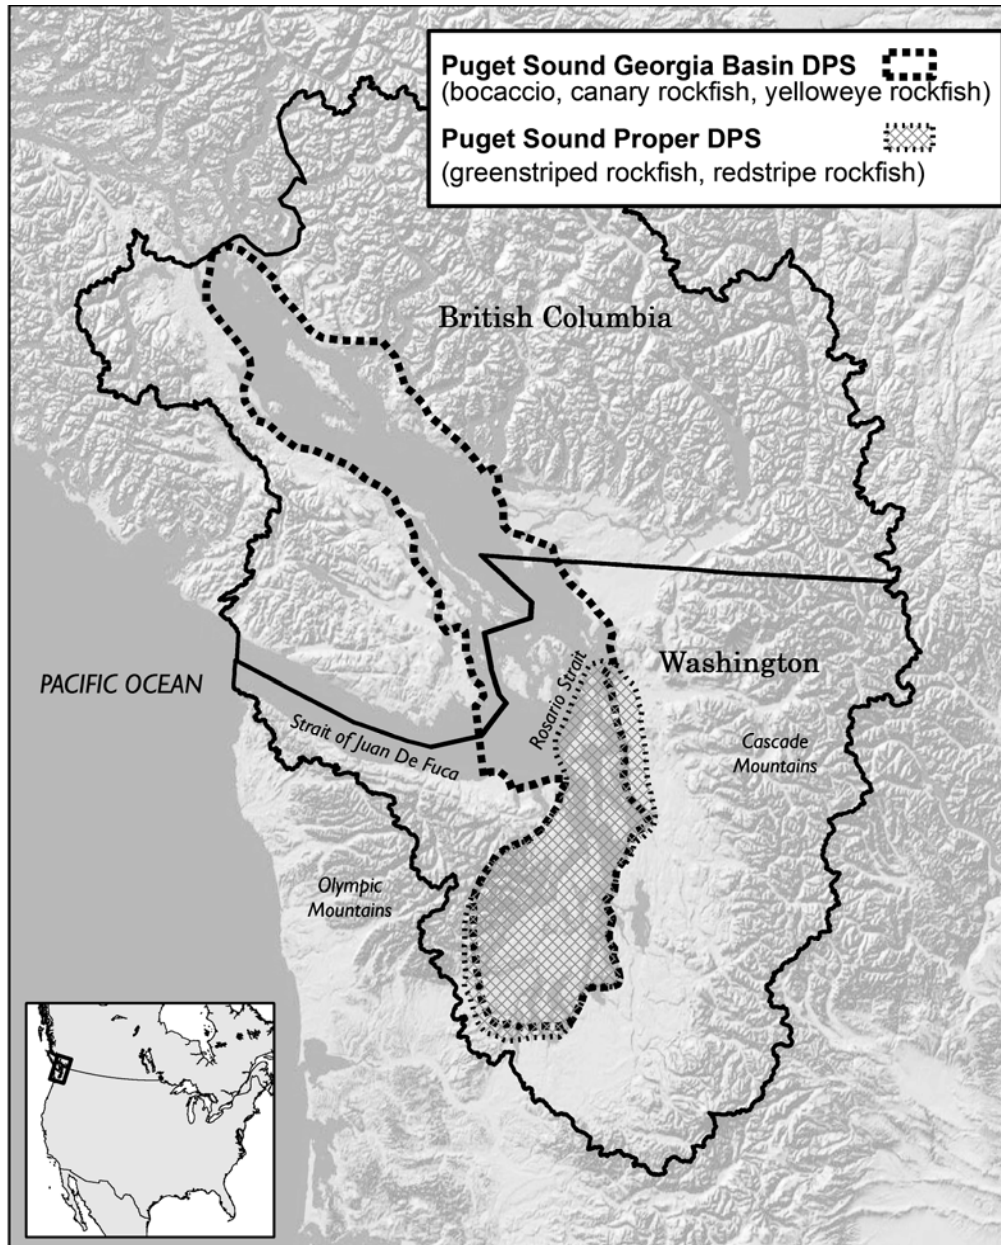 Puget Sound Georgia Basin DPS
(bocaccio, canary rockfish, yelloweye rockfish)
Puget Sound Proper DPS
(greenstriped rockfish, redstripe rockfish)
British Columbia
Washington
PACIFIC OCEAN
Rosario Strait
Strait of Juan De Fuca
Cascade
Mountains
Olympic
Mountains